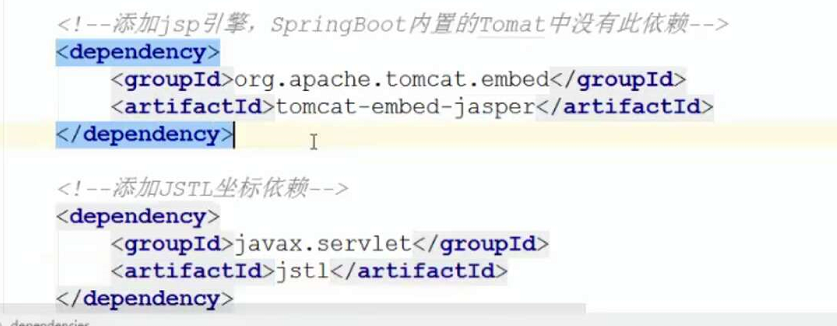 <!--添加jsp引擎，SpringBoot内置的Tomat中没有此依赖-->
<dependency>
<groupId>org.apache.tomcat.embed</groupId>
<artifactId>tomcat-embed-jasper</artifactId>
</dependency>
<!--添加JSTL坐标依赖-->
<dependency>
<groupId>javax.servlet</groupId>
<artifactId>jstl</artifactId>
</dependency>
dependencies